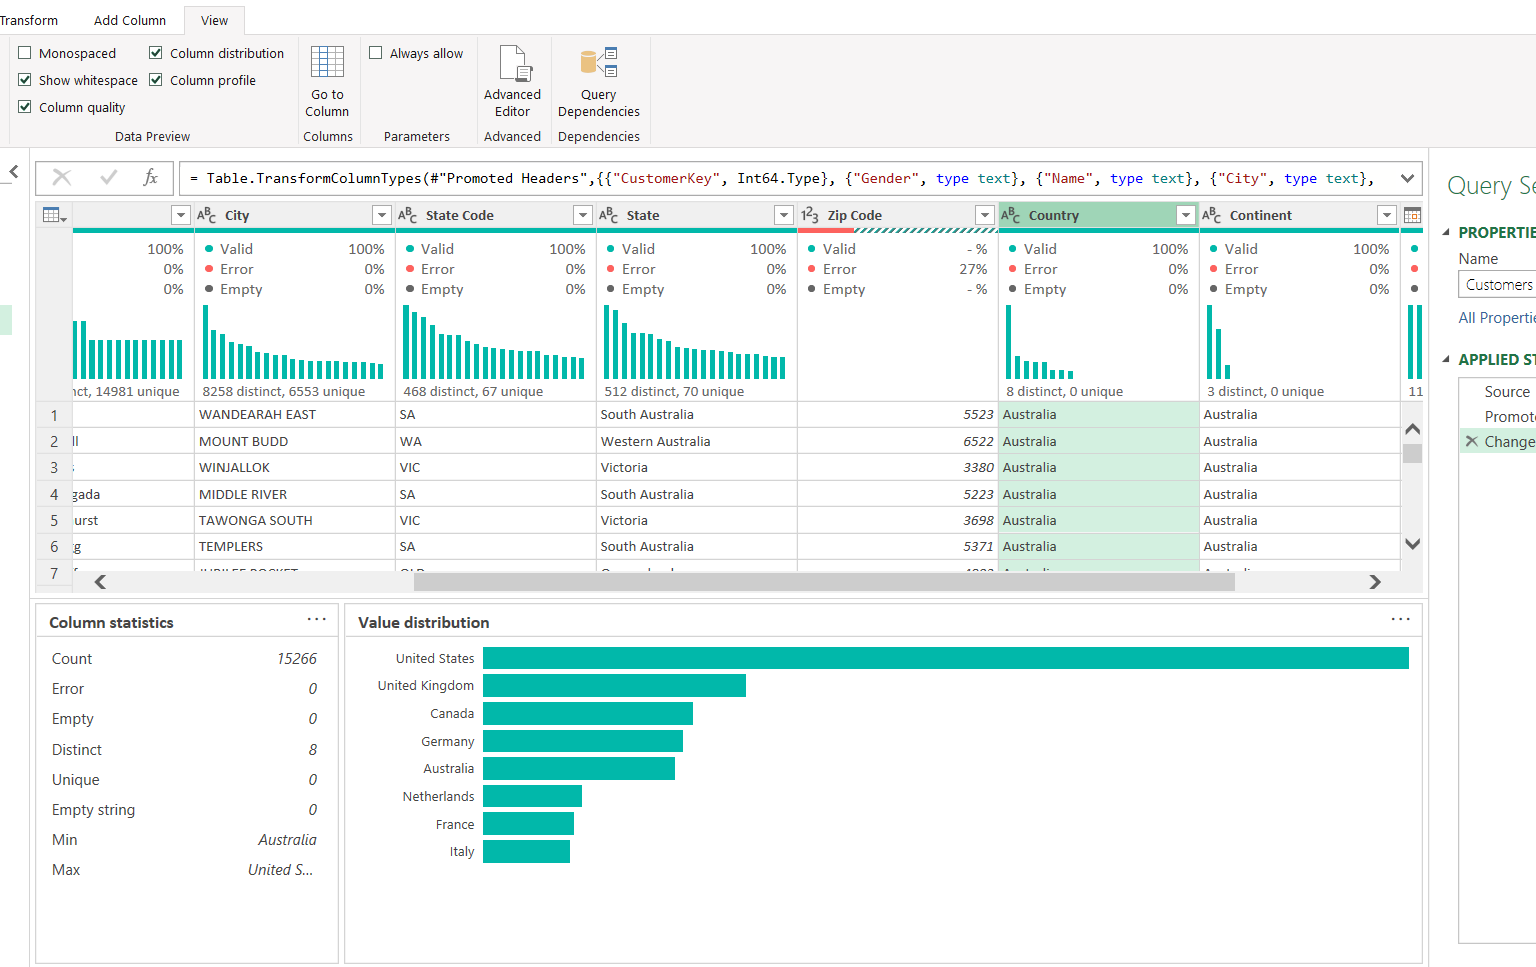 Transform Add Column View
Monospaced Column distribution Always allow
Show whitespace Column profile
Column quality
Go to Column
Advanced Editor
Query Dependencies
Data Preview Columns Parameters Advanced Dependencies
fx = Table.TransformColumnTypes(#"Promoted Headers",{{"CustomerKey", Int64.Type}, {"Gender", type text}, {"Name", type text}, {"City", type text},
Query Se
ABC City ABC State Code ABC State 123 Zip Code ABC Country ABC Continent
100% Valid 100% Valid 100% Valid 100% Valid - % Valid 100% Valid 100%
0% Error 0% Error 0% Error 0% Error 27% Error 0% Error 0%
0% Empty 0% Empty 0% Empty 0% Empty - % Empty 0% Empty 0%
nct, 14981 unique 8258 distinct, 6553 unique 468 distinct, 67 unique 512 distinct, 70 unique 8 distinct, 0 unique 3 distinct, 0 unique 11
1 WANDEARAH EAST SA South Australia 5523 Australia Australia
2 ll MOUNT BUDD WA Western Australia 6522 Australia Australia
3 WINJALLOK VIC Victoria 3380 Australia Australia
4 gada MIDDLE RIVER SA South Australia 5223 Australia Australia
5 urst TAWONGA SOUTH VIC Victoria 3698 Australia Australia
6 rg TEMPLERS SA South Australia 5371 Australia Australia
7
PROPERTIE
Name
Customers
All Propertie
APPLIED ST
Source
Promote
Change
Column statistics ...
Count 15266
Error 0
Empty 0
Distinct 8
Unique 0
Empty string 0
Min Australia
Max United S...
Value distribution ...
United States
United Kingdom
Canada
Germany
Australia
Netherlands
France
Italy